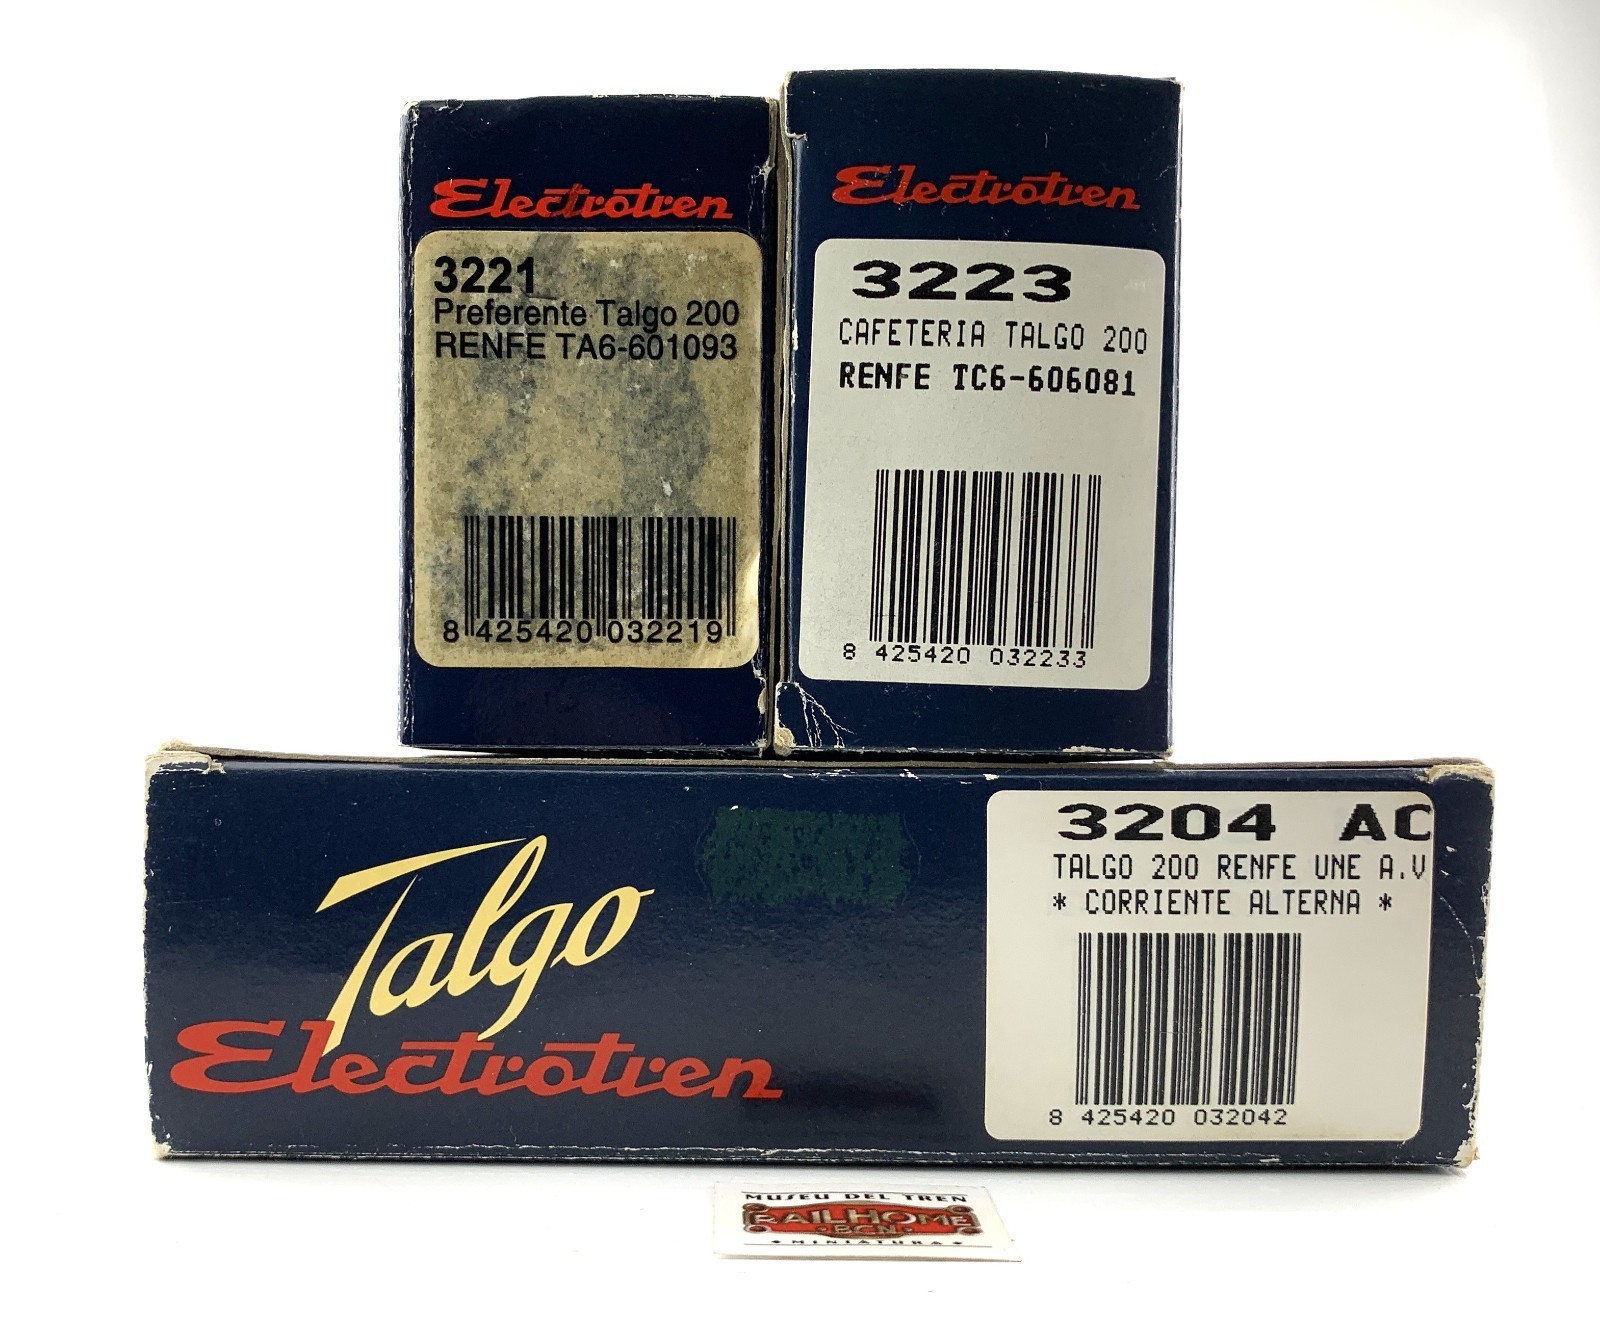 Electrotren
3221
Preferente Talgo 200
RENFE TA6-601093
8 425420 032219
Electrotren
3223
CAFETERIA TALGO 200
RENFE TC6-606081
8 425420 032233
Talgo
Electrotren
3204 AC
TALGO 200 RENFE UNE A.V
* CORRIENTE ALTERNA *
8 425420 032042
MUSEU DEL TREN
RAILHOME
BCN
MINIATURA